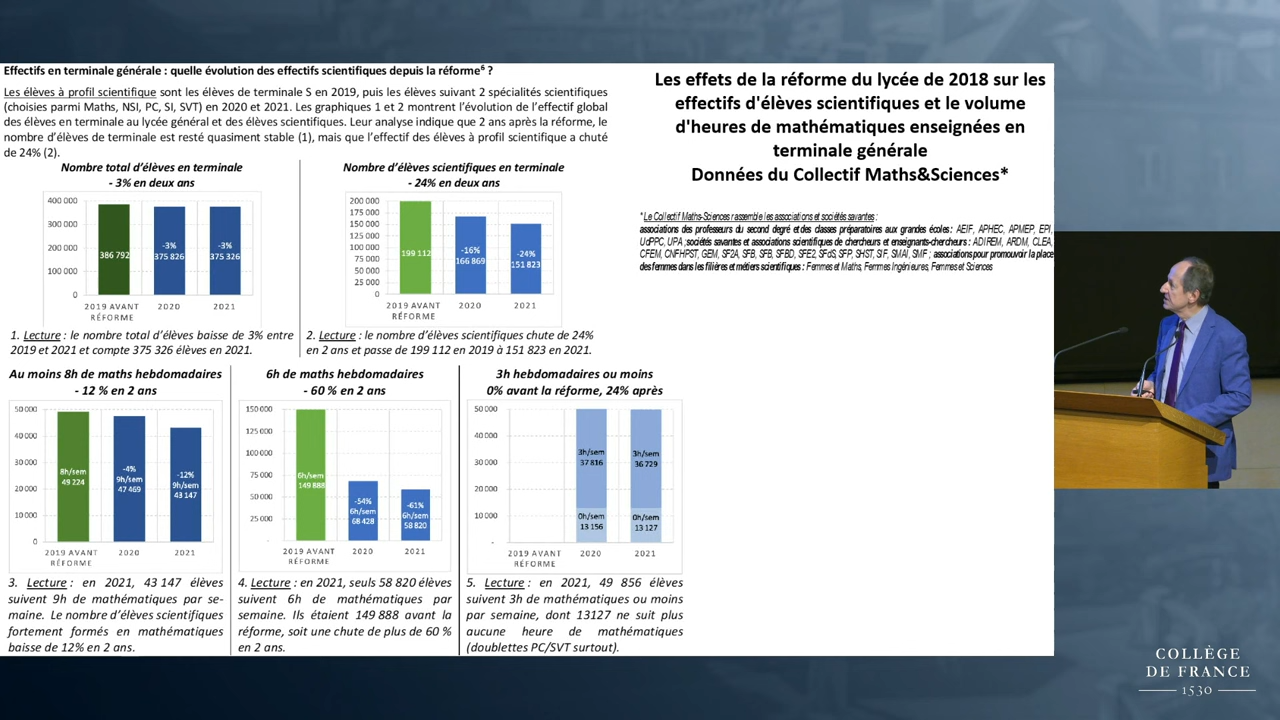 Effectifs en terminale générale : quelle évolution des effectifs scientifiques depuis la réforme⁶ ?
Les élèves à profil scientifique sont les élèves de terminale S en 2019, puis les élèves suivant 2 spécialités scientifiques
(choisies parmi Maths, NSI, PC, SI, SVT) en 2020 et 2021. Les graphiques 1 et 2 montrent l'évolution de l'effectif global
des élèves en terminale au lycée général et des élèves scientifiques. Leur analyse indique que 2 ans après la réforme, le
nombre d'élèves de terminale est resté quasiment stable (1), mais que l'effectif des élèves à profil scientifique a chuté
de 24% (2).
Nombre total d'élèves en terminale
- 3% en deux ans
400 000
300 000
200 000
100 000
0
386 792
-3%
375 826
-3%
375 326
2019 AVANT
RÉFORME
2020
2021
1. Lecture : le nombre total d'élèves baisse de 3% entre
2019 et 2021 et compte 375 326 élèves en 2021.
Nombre d'élèves scientifiques en terminale
- 24% en deux ans
200 000
175 000
150 000
125 000
100 000
75 000
50 000
25 000
0
199 112
-16%
166 869
-24%
151 823
2019 AVANT
RÉFORME
2020
2021
2. Lecture : le nombre d'élèves scientifiques chute de 24%
en 2 ans et passe de 199 112 en 2019 à 151 823 en 2021.
Au moins 8h de maths hebdomadaires
- 12 % en 2 ans
50 000
40 000
30 000
20 000
10 000
0
8h/sem
49 224
-4%
9h/sem
47 469
-12%
9h/sem
43 147
2019 AVANT
RÉFORME
2020
2021
3. Lecture : en 2021, 43 147 élèves
suivent 9h de mathématiques par se-
maine. Le nombre d'élèves scientifiques
fortement formés en mathématiques
baisse de 12% en 2 ans.
6h de maths hebdomadaires
- 60 % en 2 ans
150 000
125 000
100 000
75 000
50 000
25 000
-
6h/sem
149 888
-54%
6h/sem
68 428
-61%
6h/sem
58 820
2019 AVANT
RÉFORME
2020
2021
4. Lecture : en 2021, seuls 58 820 élèves
suivent 6h de mathématiques par
semaine. Ils étaient 149 888 avant la
réforme, soit une chute de plus de 60 %
en 2 ans.
3h hebdomadaires ou moins
0% avant la réforme, 24% après
50 000
40 000
30 000
20 000
10 000
-
3h/sem
37 816
0h/sem
13 156
3h/sem
36 729
0h/sem
13 127
2019 AVANT
RÉFORME
2020
2021
5. Lecture : en 2021, 49 856 élèves
suivent 3h de mathématiques ou moins
par semaine, dont 13127 ne suit plus
aucune heure de mathématiques
(doublettes PC/SVT surtout).
Les effets de la réforme du lycée de 2018 sur les
effectifs d'élèves scientifiques et le volume
d'heures de mathématiques enseignées en
terminale générale
Données du Collectif Maths&Sciences*
*Le Collectif Maths-Sciences rassemble les associations et sociétés savantes :
associations des professeurs du second degré et des classes préparatoires aux grandes écoles : AEIF, APHEC, APMEP, EPI,
UdPPC, UPA ;sociétés savantes et associations scientifiques de chercheurs et enseignants-chercheurs : ADIREM, ARDM, CLEA,
CFEM, CNFHPST, GEM, SF2A, SFB, SFB, SFBD, SFE2, SFdS, SFP, SHST, SIF, SMAI, SMF ; associations pour promouvoir la place
des femmes dans les filières et métiers scientifiques : Femmes et Maths, Femmes Ingénieures, Femmes et Sciences
COLLÈGE
DE FRANCE
1530